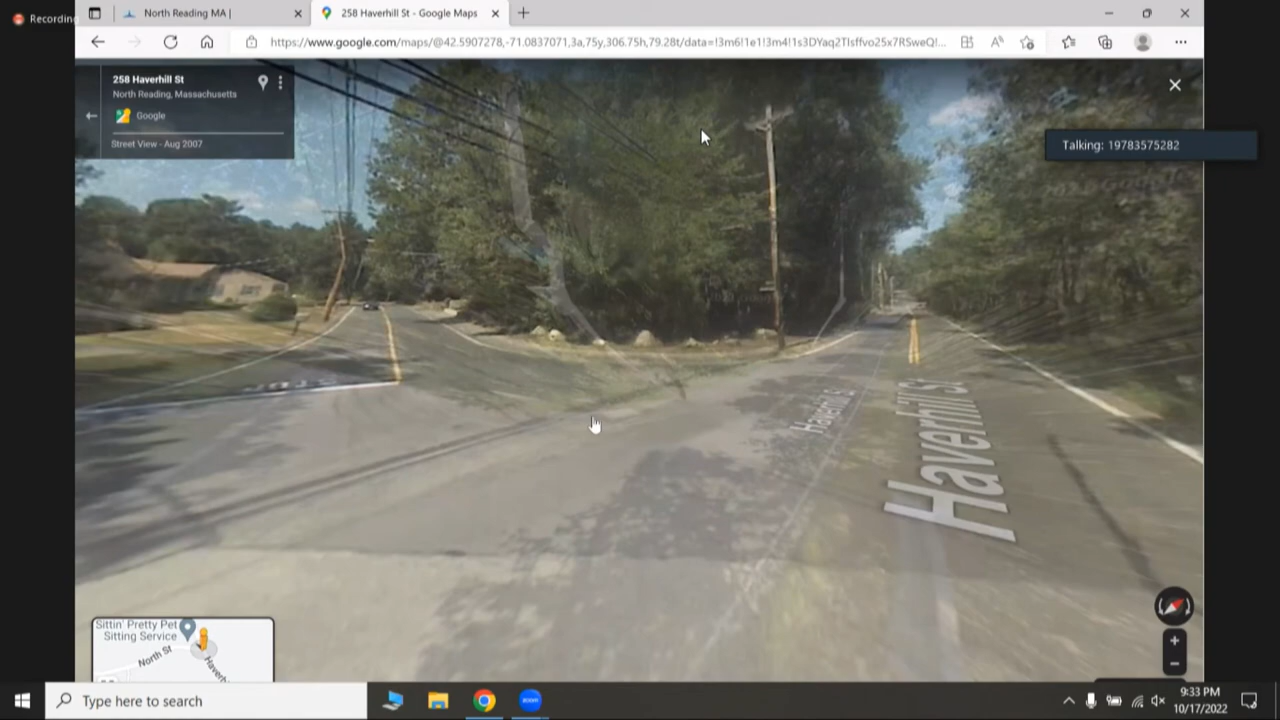 Recording
North Reading MA |
258 Haverhill St - Google Maps
https://www.google.com/maps/@42.5907278,-71.0837071,3a,75y,306.75h,79.28t/data=!3m6!1e1!3m4!1s3DYaq2TIsffvo25x7RSweQ!...
258 Haverhill St
North Reading, Massachusetts
Google
Street View - Aug 2007
Talking: 19783575282
Haverhill St
Haverhill St
Sittin' Pretty Pet
Sitting Service
North St
Haverh
+
−
Type here to search
zoom
9:33 PM
10/17/2022